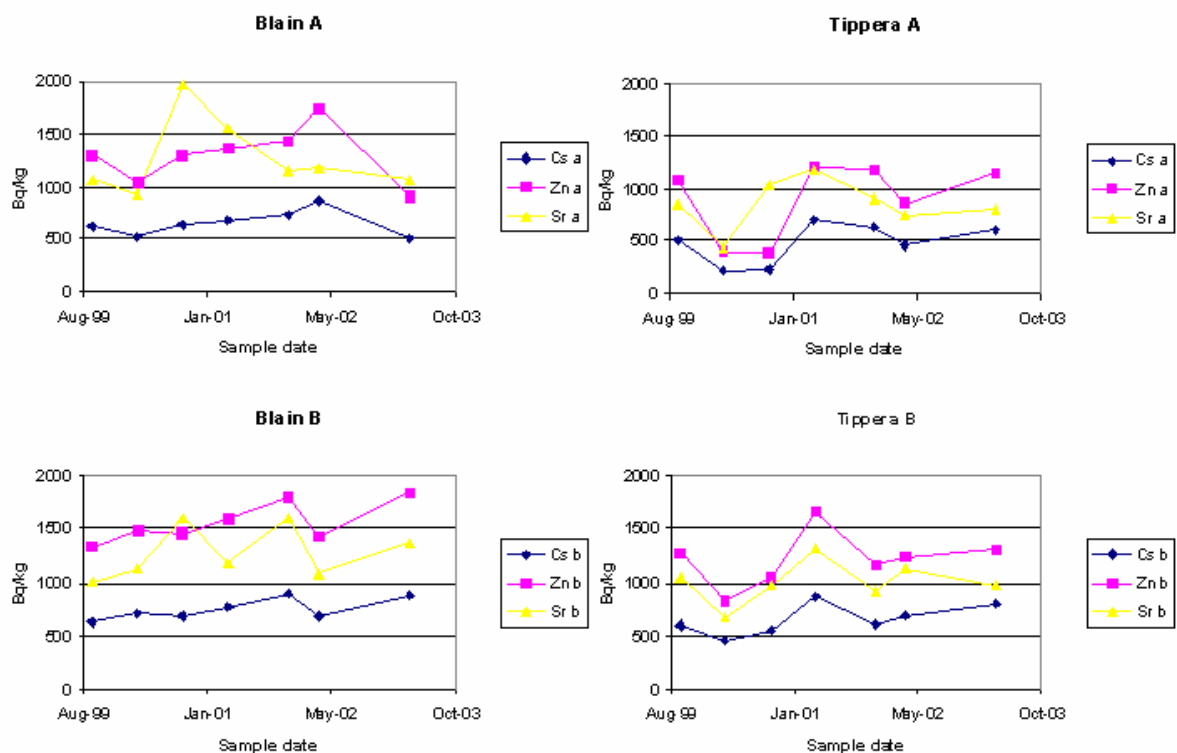 Blain A
2000
1500
1000
500
0
Bq/kg
Aug-99 Jan-01 May-02 Oct-03
Sample date
Cs a
Zn a
Sr a
Tippera A
2000
1500
1000
500
0
Bq/kg
Aug-99 Jan-01 May-02 Oct-03
Sample date
Cs a
Zn a
Sr a
Blain B
2000
1500
1000
500
0
Bq/kg
Aug-99 Jan-01 May-02 Oct-03
Sample date
Cs b
Zn b
Sr b
Tippera B
2000
1500
1000
500
0
Bq/kg
Aug-99 Jan-01 May-02 Oct-03
Sample date
Cs b
Zn b
Sr b